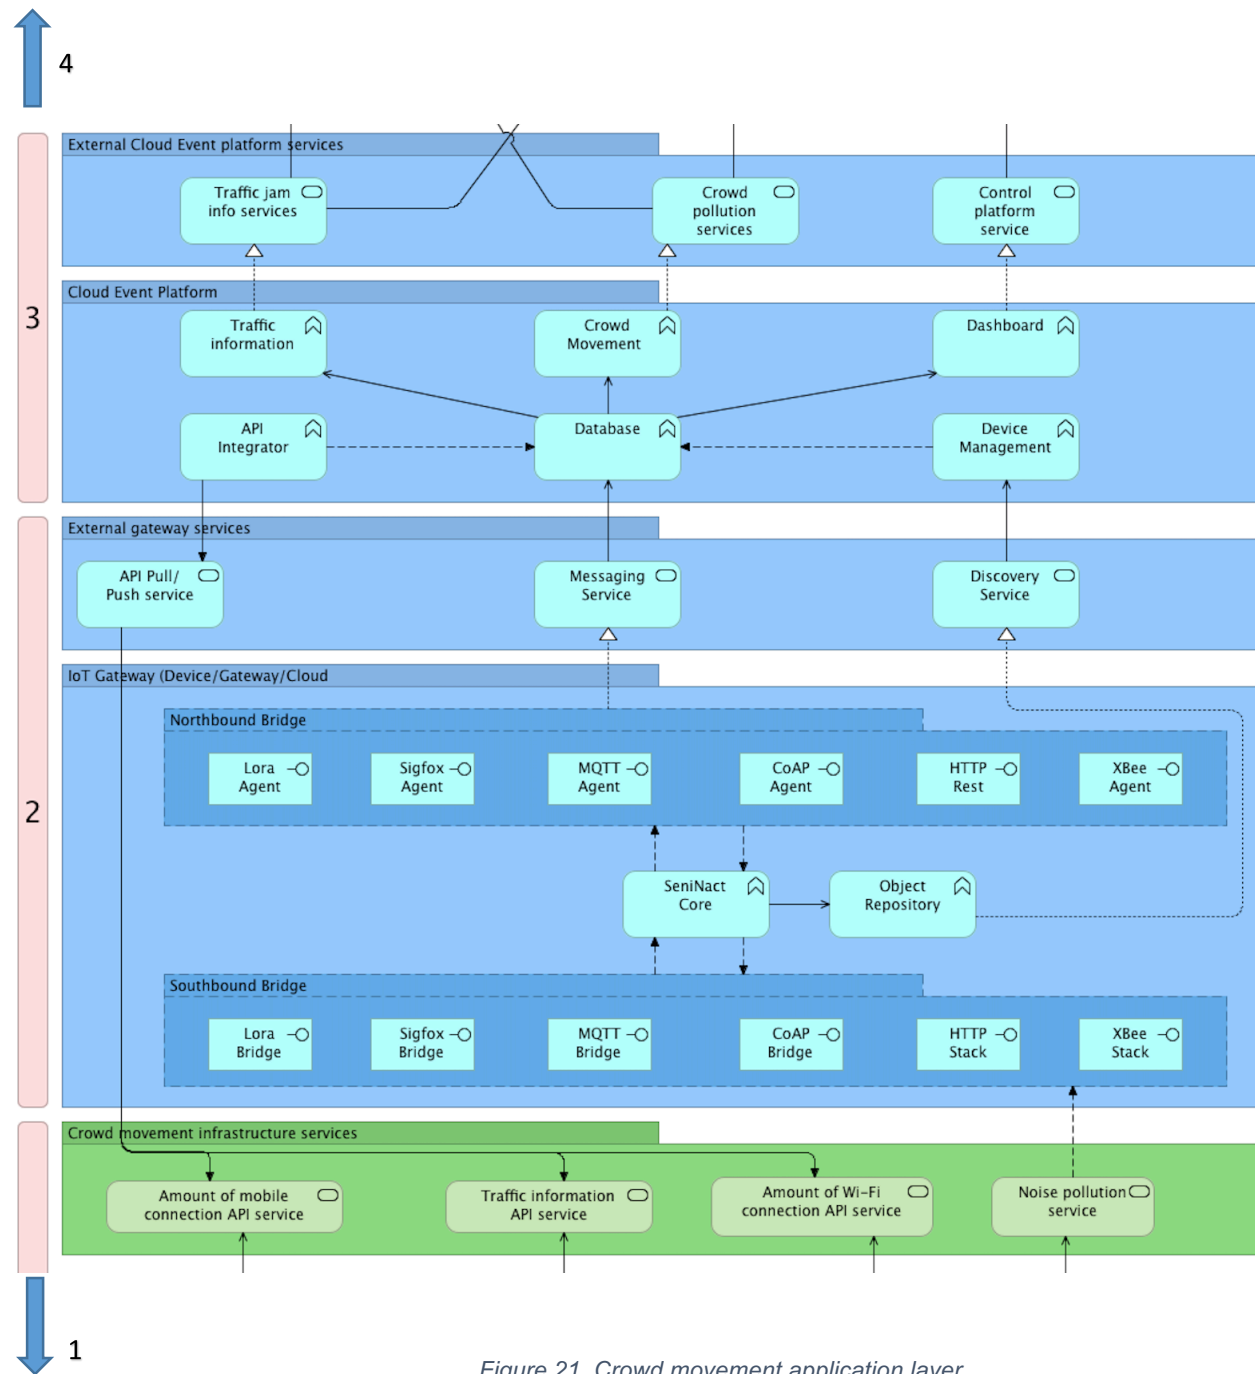 4
External Cloud Event platform services
Traffic jam
info services
Crowd
pollution
services
Control
platform
service
3
Cloud Event Platform
Traffic
information
Crowd
Movement
Dashboard
API
Integrator
Database
Device
Management
2
External gateway services
API Pull/
Push service
Messaging
Service
Discovery
Service
IoT Gateway (Device/Gateway/Cloud
Northbound Bridge
Lora
Agent
Sigfox
Agent
MQTT
Agent
CoAP
Agent
HTTP
Rest
XBee
Agent
SeniNact
Core
Object
Repository
Southbound Bridge
Lora
Bridge
Sigfox
Bridge
MQTT
Bridge
CoAP
Bridge
HTTP
Stack
XBee
Stack
Crowd movement infrastructure services
Amount of mobile
connection API service
Traffic information
API service
Amount of Wi-Fi
connection API service
Noise pollution
service
1
Figure 21. Crowd movement application layer